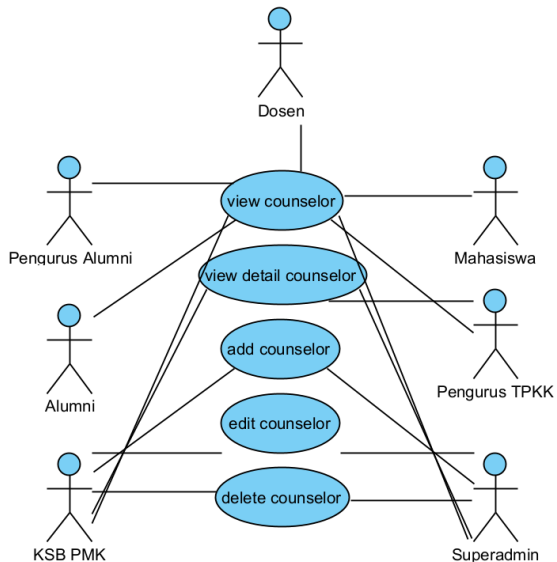 Dosen
view counselor
Pengurus Alumni
Mahasiswa
view detail counselor
add counselor
Alumni
Pengurus TPKK
edit counselor
delete counselor
KSB PMK
Superadmin